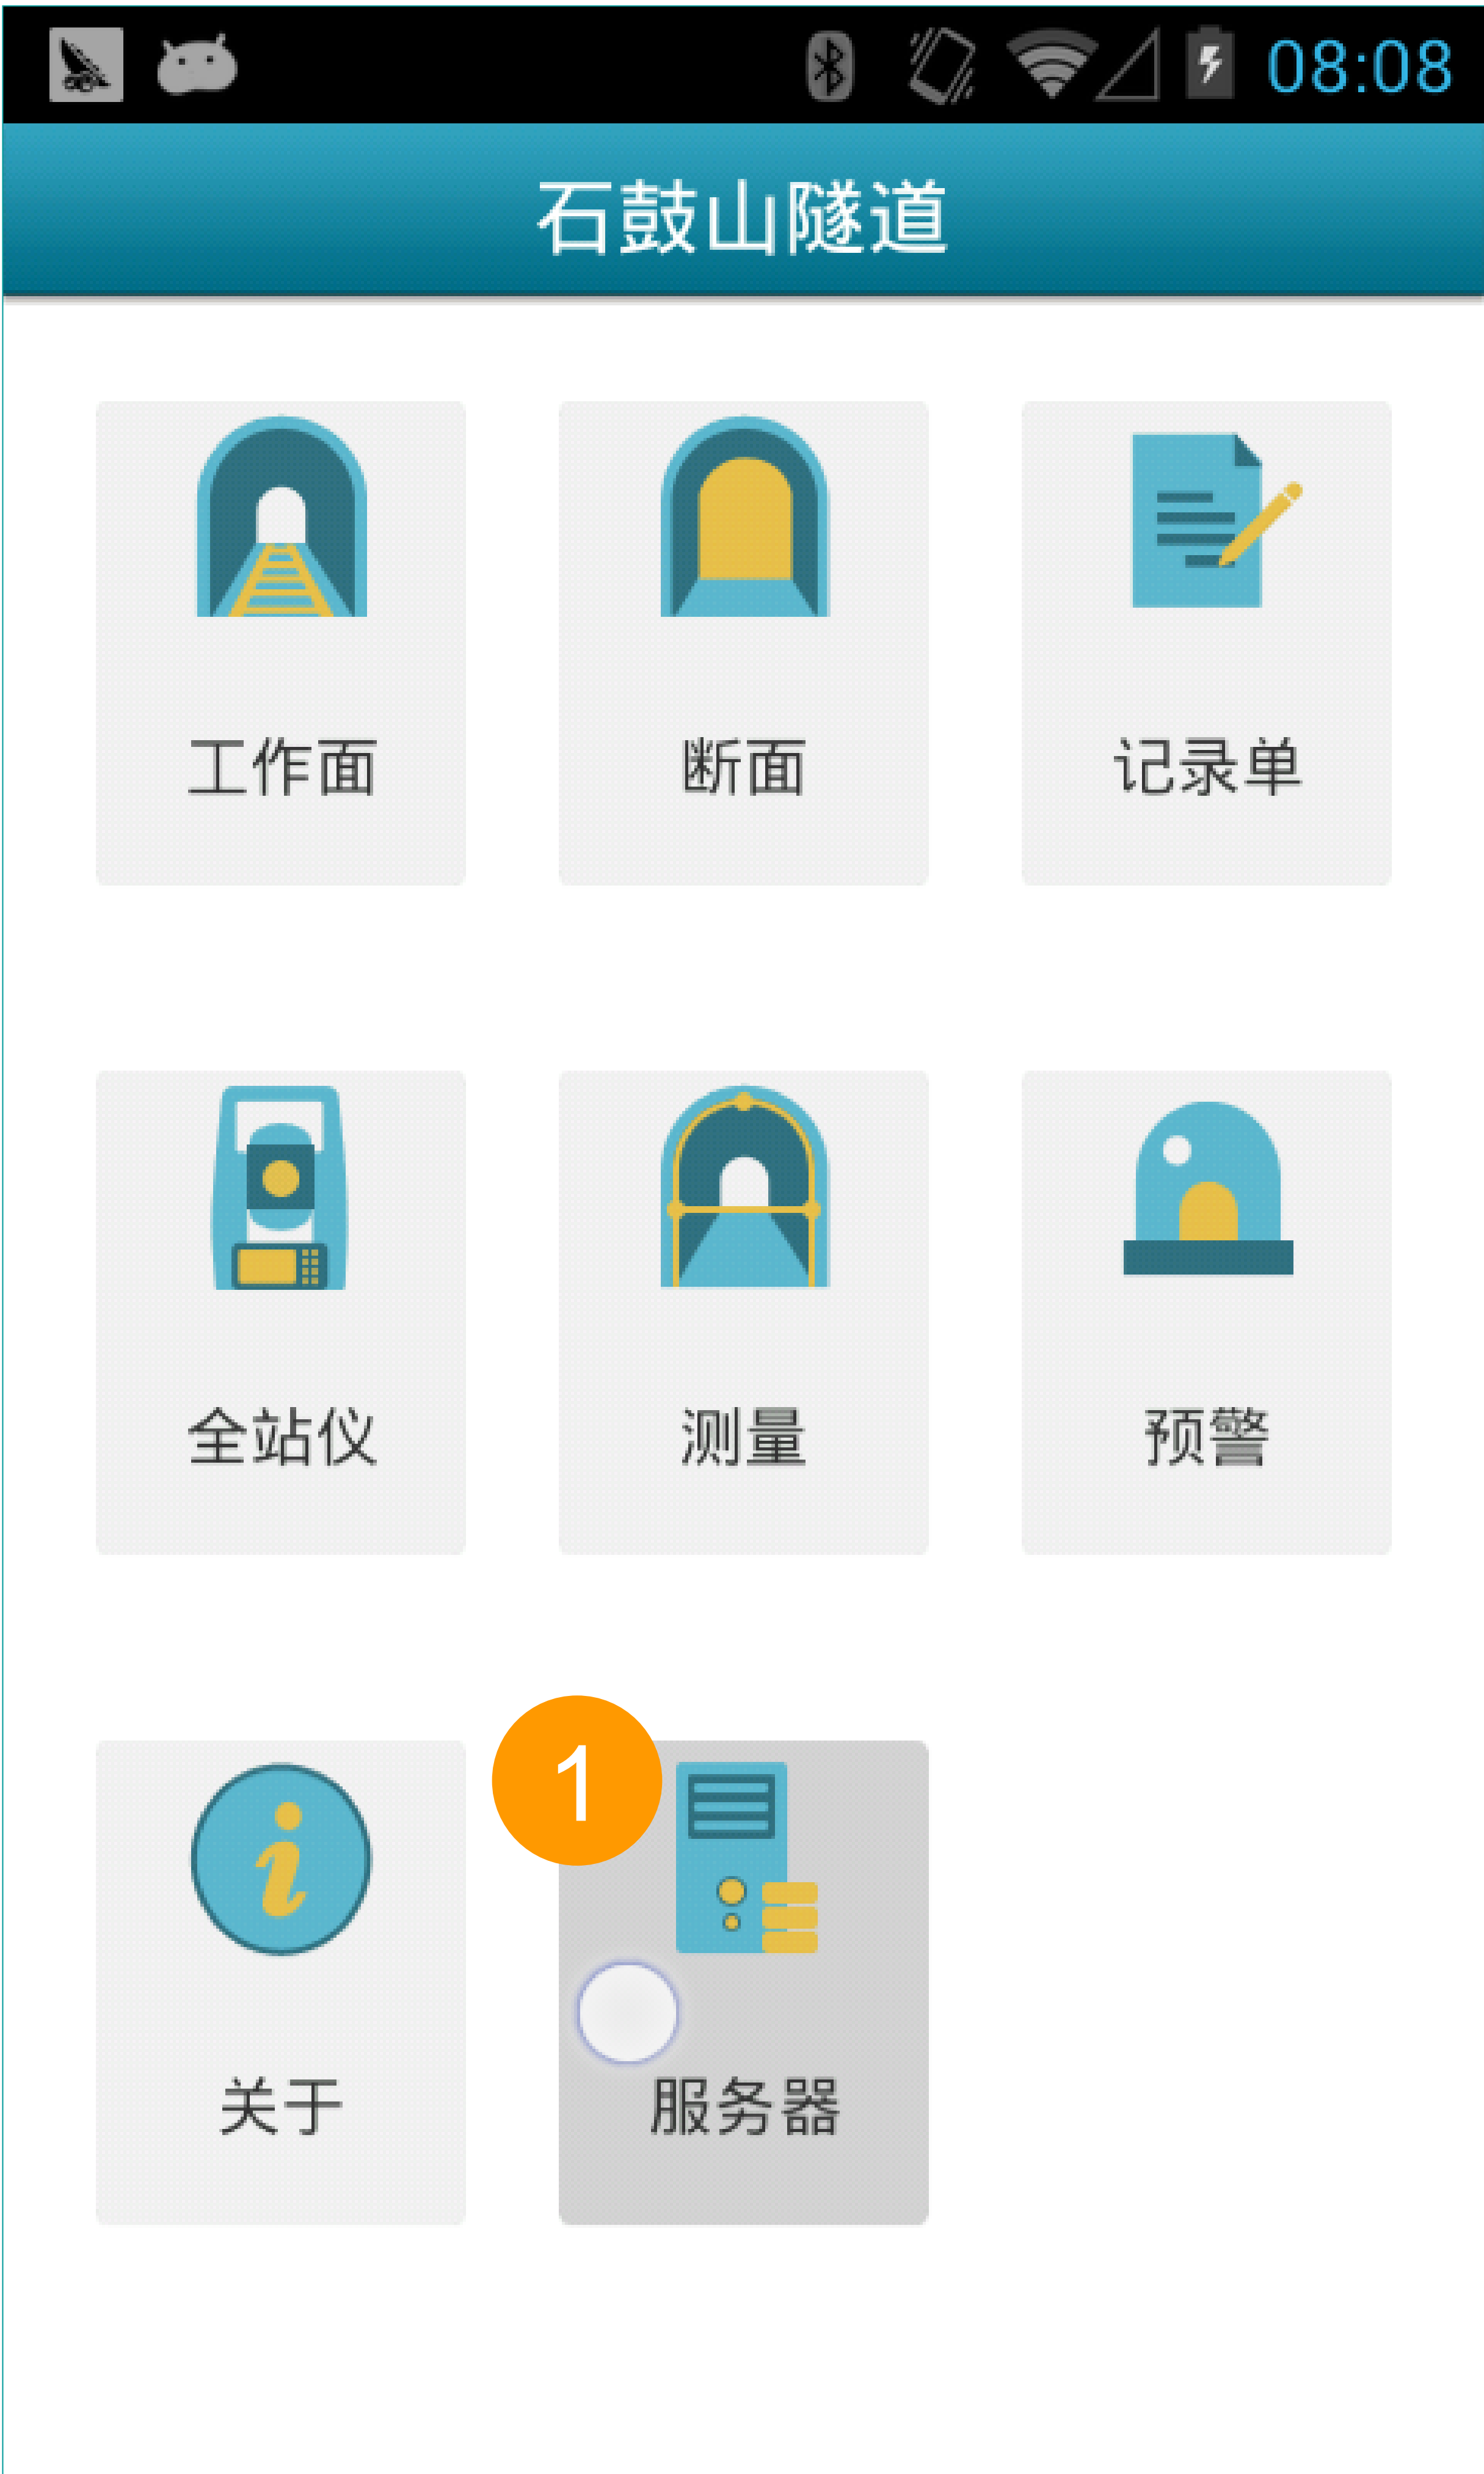 08:08
石鼓山隧道
工作面 断面 记录单
全站仪 测量 预警
1
关于 服务器